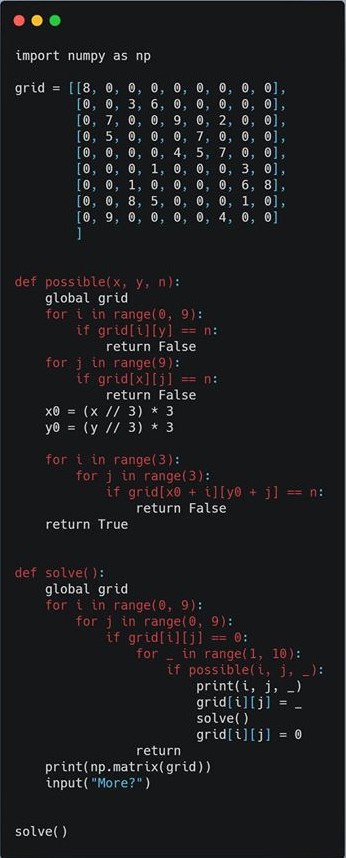 import numpy as np
grid = [[8, 0, 0, 0, 0, 0, 0, 0, 0],
        [0, 0, 3, 6, 0, 0, 0, 0, 0],
        [0, 7, 0, 0, 9, 0, 2, 0, 0],
        [0, 5, 0, 0, 0, 7, 0, 0, 0],
        [0, 0, 0, 0, 4, 5, 7, 0, 0],
        [0, 0, 0, 1, 0, 0, 0, 3, 0],
        [0, 0, 1, 0, 0, 0, 0, 6, 8],
        [0, 0, 8, 5, 0, 0, 0, 1, 0],
        [0, 9, 0, 0, 0, 0, 4, 0, 0]
        ]
def possible(x, y, n):
    global grid
    for i in range(0, 9):
        if grid[i][y] == n:
            return False
    for j in range(9):
        if grid[x][j] == n:
            return False
    x0 = (x // 3) * 3
    y0 = (y // 3) * 3
    for i in range(3):
        for j in range(3):
            if grid[x0 + i][y0 + j] == n:
                return False
    return True
def solve():
    global grid
    for i in range(0, 9):
        for j in range(0, 9):
            if grid[i][j] == 0:
                for _ in range(1, 10):
                    if possible(i, j, _):
                        print(i, j, _)
                        grid[i][j] = _
                        solve()
                        grid[i][j] = 0
                return
    print(np.matrix(grid))
    input("More?")
solve()